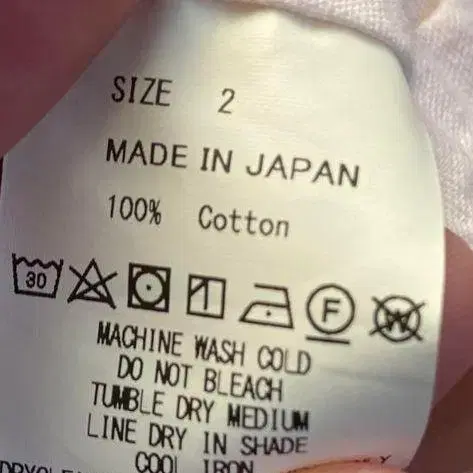 SIZE 2
MADE IN JAPAN
100% Cotton
30 F W
MACHINE WASH COLD
DO NOT BLEACH
TUMBLE DRY MEDIUM
LINE DRY IN SHADE
COOL IRON